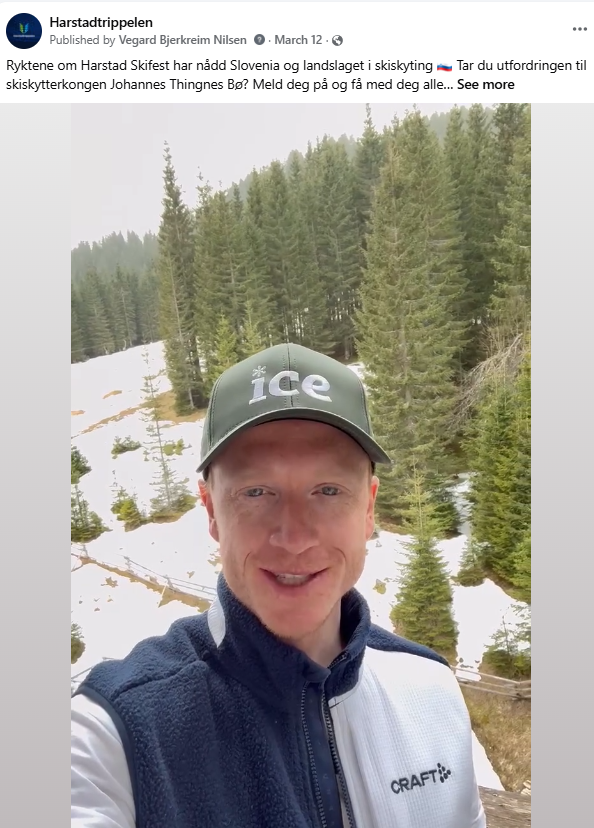 Harstadtrippelen
Published by Vegard Bjerkreim Nilsen · March 12 ·
Ryktene om Harstad Skifest har nådd Slovenia og landslaget i skiskyting 🇸🇮 Tar du utfordringen til
skiskytterkongen Johannes Thingnes Bø? Meld deg på og få med deg alle... See more
ice
CRAFT